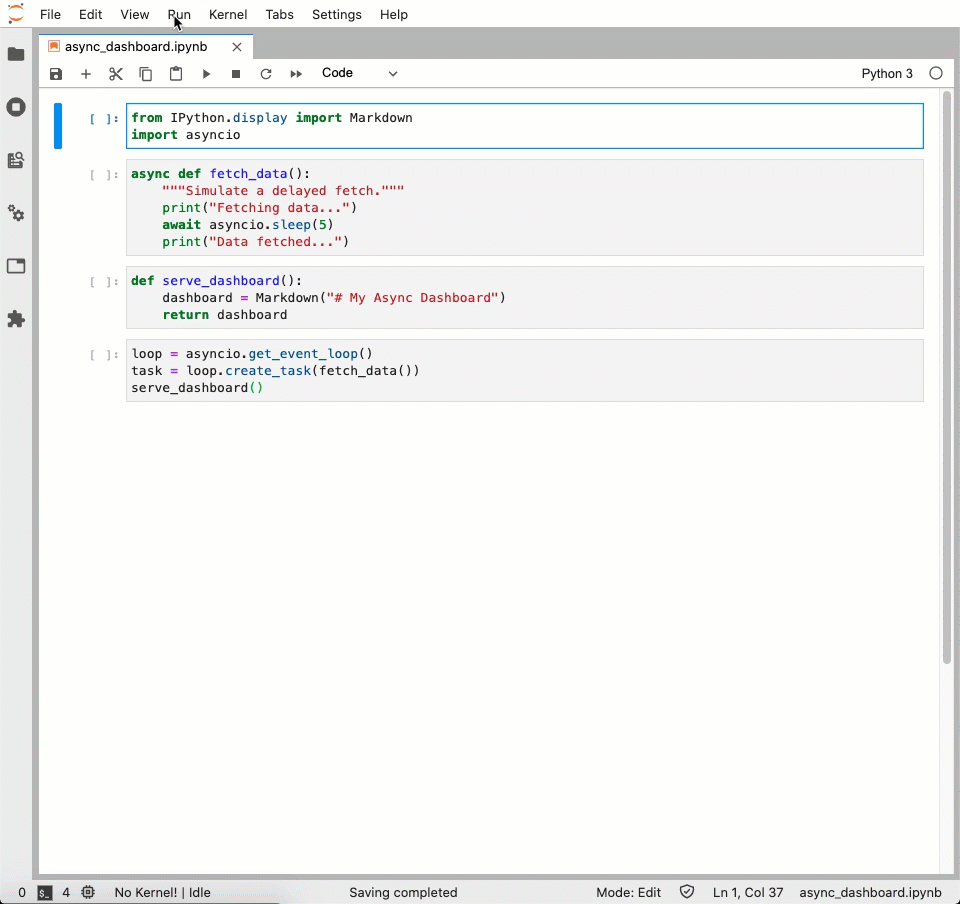 File Edit View Run Kernel Tabs Settings Help
async_dashboard.ipynb
Code
Python 3
[ ]: from IPython.display import Markdown
import asyncio
[ ]: async def fetch_data():
    """Simulate a delayed fetch."""
    print("Fetching data...")
    await asyncio.sleep(5)
    print("Data fetched...")
[ ]: def serve_dashboard():
    dashboard = Markdown("# My Async Dashboard")
    return dashboard
[ ]: loop = asyncio.get_event_loop()
task = loop.create_task(fetch_data())
serve_dashboard()
0 $_ 4 No Kernel! | Idle Saving completed Mode: Edit Ln 1, Col 37 async_dashboard.ipynb